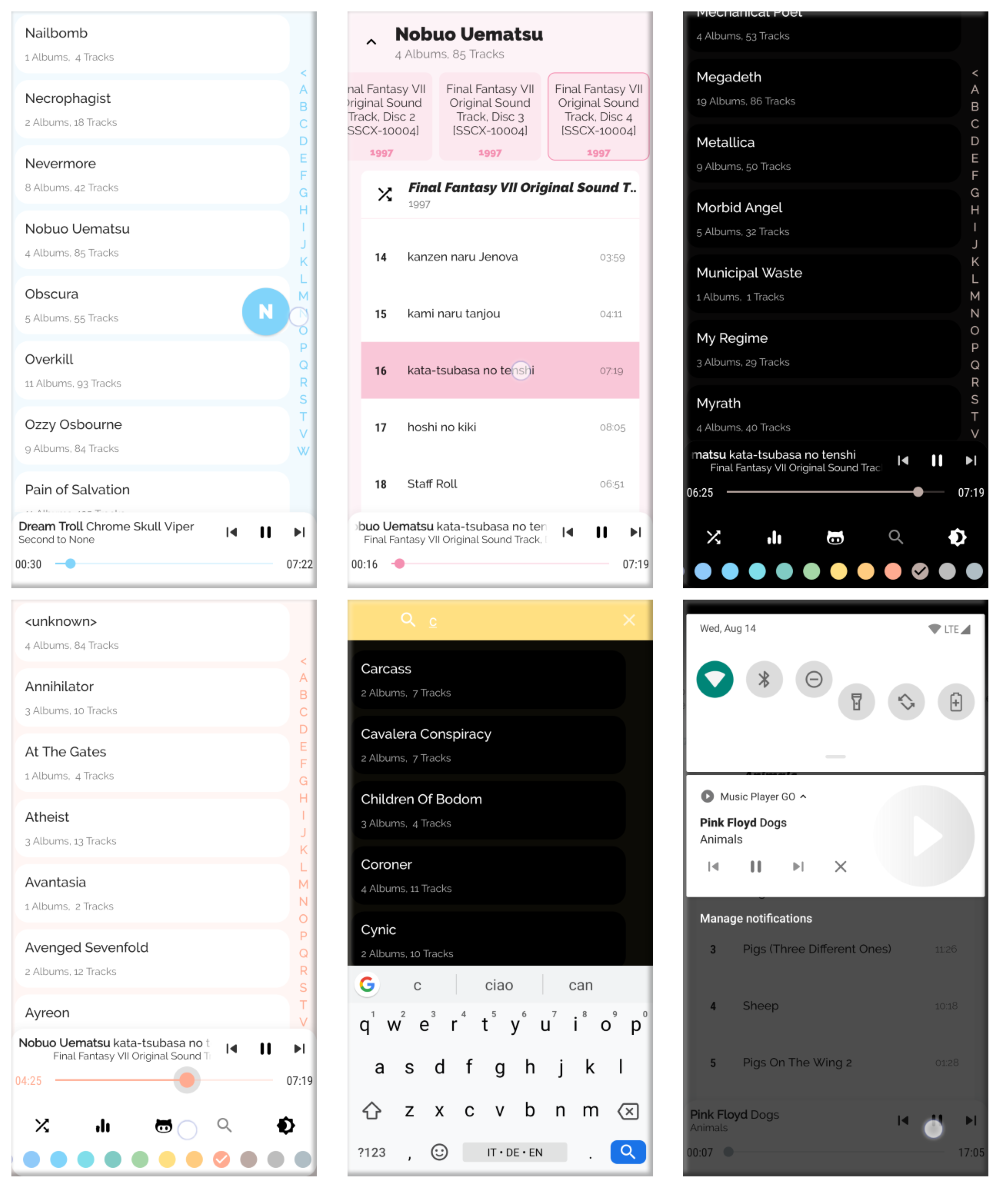 Nailbomb
1 Albums, 4 Tracks
Necrophagist
2 Albums, 18 Tracks
Nevermore
8 Albums, 42 Tracks
Nobuo Uematsu
4 Albums, 85 Tracks
Obscura
5 Albums, 55 Tracks
Overkill
11 Albums, 93 Tracks
Ozzy Osbourne
9 Albums, 84 Tracks
Pain of Salvation
<
A
B
C
D
E
F
G
H
I
J
K
L
M
N
O
P
Q
R
S
T
V
W
Dream Troll Chrome Skull Viper
Second to None
00:30
07:22
Nobuo Uematsu
4 Albums, 85 Tracks
nal Fantasy VII
Original Sound
Track, Disc 2
[SSCX-10004]
1997
Final Fantasy VII
Original Sound
Track, Disc 3
[SSCX-10004]
1997
Final Fantasy VII
Original Sound
Track, Disc 4
[SSCX-10004]
1997
Final Fantasy VII Original Sound T..
1997
14 kanzen naru Jenova 03:59
15 kami naru tanjou 04:11
16 kata-tsubasa no tenshi 07:19
17 hoshi no kiki 08:05
18 Staff Roll 06:51
obuo Uematsu kata-tsubasa no ten
Final Fantasy VII Original Sound Track,
00:16
07:19
Mechanical Poet
4 Albums, 53 Tracks
Megadeth
19 Albums, 86 Tracks
Metallica
9 Albums, 50 Tracks
Morbid Angel
5 Albums, 32 Tracks
Municipal Waste
1 Albums, 1 Tracks
My Regime
3 Albums, 29 Tracks
Myrath
4 Albums, 40 Tracks
<
A
B
C
D
E
F
G
H
I
J
K
L
M
N
O
P
Q
R
S
T
V
matsu kata-tsubasa no tenshi
Final Fantasy VII Original Sound Trac
06:25
07:19
<unknown>
4 Albums, 84 Tracks
Annihilator
3 Albums, 10 Tracks
At The Gates
1 Albums, 4 Tracks
Atheist
3 Albums, 13 Tracks
Avantasia
1 Albums, 2 Tracks
Avenged Sevenfold
2 Albums, 12 Tracks
Ayreon
<
A
B
C
D
E
F
G
H
I
J
K
L
M
N
O
P
Q
R
S
T
V
Nobuo Uematsu kata-tsubasa no t
Final Fantasy VII Original Sound Tr
04:25
07:19
c
Carcass
2 Albums, 7 Tracks
Cavalera Conspiracy
2 Albums, 7 Tracks
Children Of Bodom
3 Albums, 4 Tracks
Coroner
4 Albums, 11 Tracks
Cynic
2 Albums, 10 Tracks
G c ciao can
q1 w2 e3 r4 t5 y6 u7 i8 o9 p0
a s d f g h j k l
z x c v b n m
?123 , IT • DE • EN .
Wed, Aug 14
LTE
Music Player GO
Pink Floyd Dogs
Animals
Manage notifications
3 Pigs (Three Different Ones) 11:26
4 Sheep 10:18
5 Pigs On The Wing 2 01:28
Pink Floyd Dogs
Animals
00:07
17:05